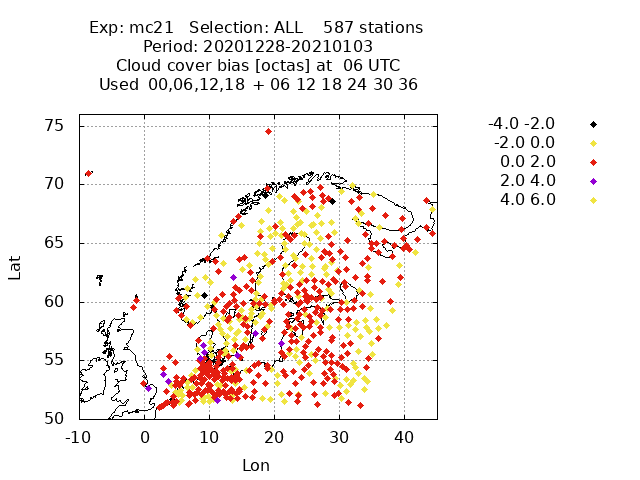 Exp: mc21 Selection: ALL 587 stations
Period: 20201228-20210103
Cloud cover bias [octas] at 06 UTC
Used 00,06,12,18 + 06 12 18 24 30 36
-4.0 -2.0
-2.0 0.0
0.0 2.0
2.0 4.0
4.0 6.0
75
70
65
60
55
50
Lat
-10 0 10 20 30 40
Lon